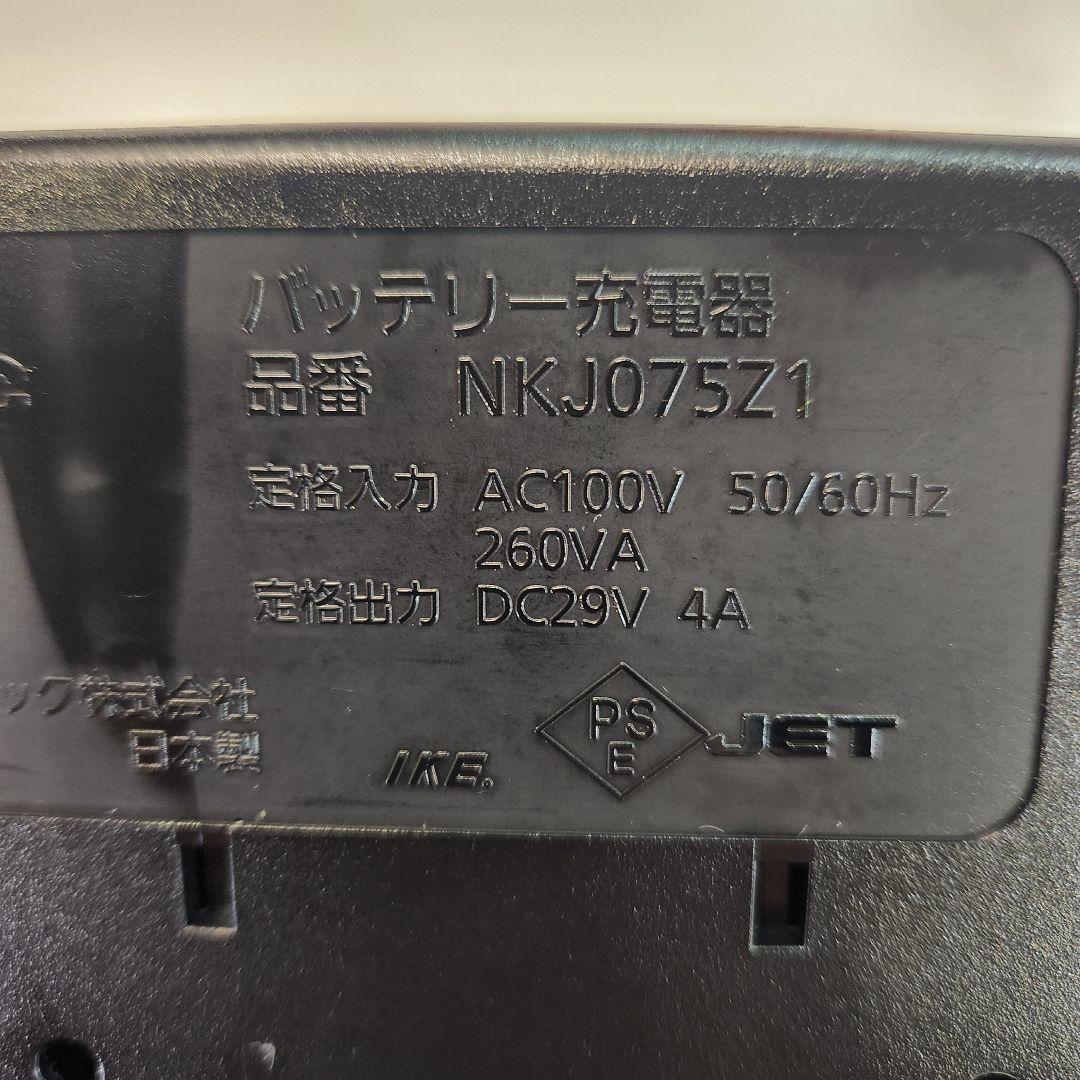 バッテリー充電器
品番 NKJ075Z1
定格入力 AC100V 50/60Hz
260VA
定格出力 DC29V 4A
ック株式会社
日本製
IKE.
PS
E
JET